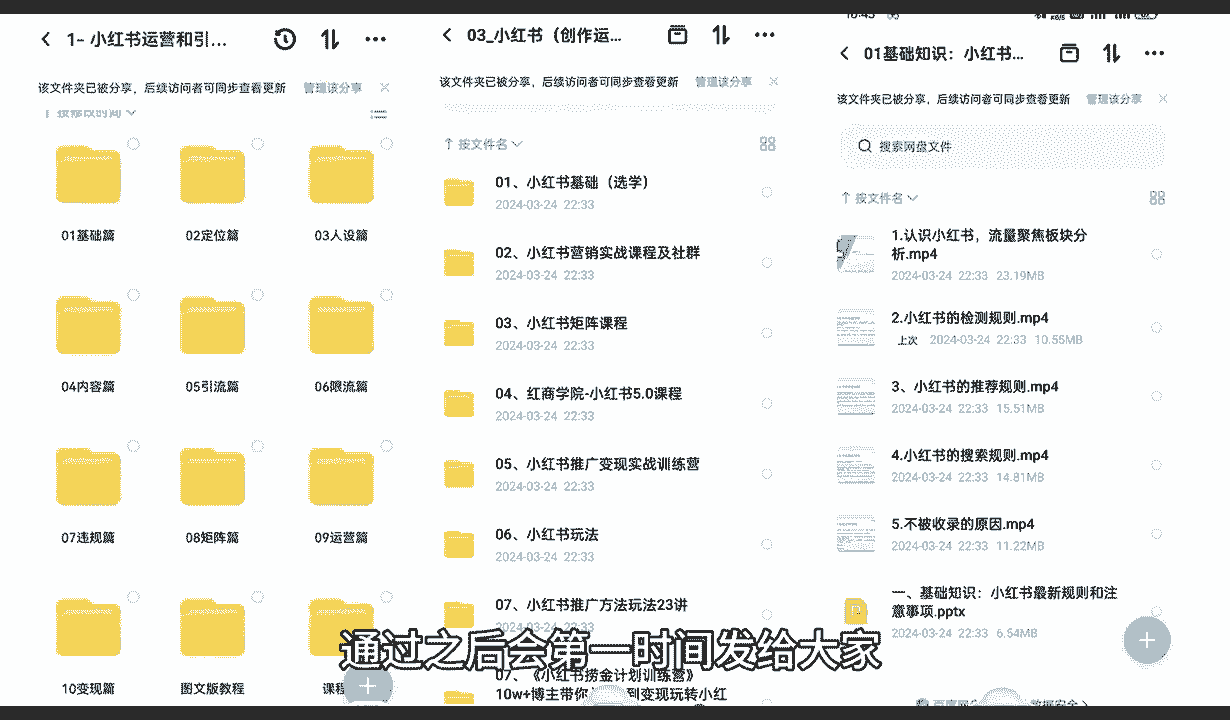 1- 小红书运营和引...
该文件夹已被分享，后续访问者可同步查看更新 管理该分享
按修改时间
01基础篇 02定位篇 03人设篇
04内容篇 05引流篇 06限流篇
07违规篇 08矩阵篇 09运营篇
10变现篇 图文版教程 课程
03_小红书（创作运...
该文件夹已被分享，后续访问者可同步查看更新 管理该分享
按文件名
01、小红书基础（选学）
2024-03-24 22:33
02、小红书营销实战课程及社群
2024-03-24 22:33
03、小红书矩阵课程
2024-03-24 22:33
04、红商学院-小红书5.0课程
2024-03-24 22:33
05、小红书推广变现实战训练营
2024-03-24 22:33
06、小红书玩法
2024-03-24 22:33
07、小红书推广方法玩法23讲
2024-03-24 22:33
07、《小红书捞金计划训练营》
10w+博主带你 到变现玩转小红
01基础知识：小红书...
该文件夹已被分享，后续访问者可同步查看更新 管理该分享
搜索网盘文件
按文件名
1.认识小红书，流量聚焦板块分
析.mp4
2024-03-24 22:33 23.19MB
2.小红书的检测规则.mp4
上次 2024-03-24 22:33 10.55MB
3、小红书的推荐规则.mp4
2024-03-24 22:33 15.51MB
4.小红书的搜索规则.mp4
2024-03-24 22:33 14.81MB
5.不被收录的原因.mp4
2024-03-24 22:33 11.22MB
一、基础知识：小红书最新规则和注
意事项.pptx
2024-03-24 22:33 6.54MB
通过之后会第一时间发给大家